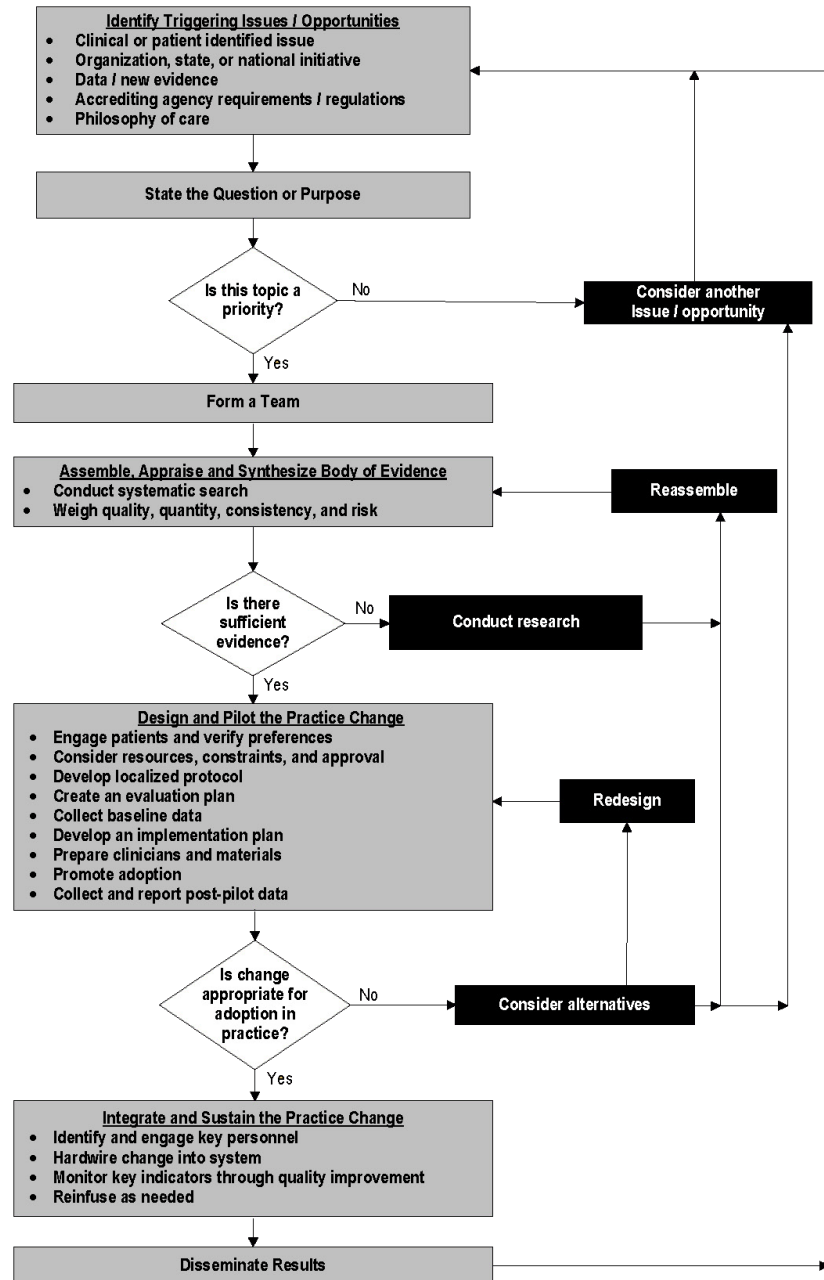 Identify Triggering Issues / Opportunities
• Clinical or patient identified issue
• Organization, state, or national initiative
• Data / new evidence
• Accrediting agency requirements / regulations
• Philosophy of care
State the Question or Purpose
Is this topic a
priority?
No
Consider another
Issue / opportunity
Yes
Form a Team
Assemble, Appraise and Synthesize Body of Evidence
• Conduct systematic search
• Weigh quality, quantity, consistency, and risk
Reassemble
Is there
sufficient
evidence?
No
Conduct research
Yes
Design and Pilot the Practice Change
• Engage patients and verify preferences
• Consider resources, constraints, and approval
• Develop localized protocol
• Create an evaluation plan
• Collect baseline data
• Develop an implementation plan
• Prepare clinicians and materials
• Promote adoption
• Collect and report post-pilot data
Redesign
Is change
appropriate for
adoption in
practice?
No
Consider alternatives
Yes
Integrate and Sustain the Practice Change
• Identify and engage key personnel
• Hardwire change into system
• Monitor key indicators through quality improvement
• Reinfuse as needed
Disseminate Results